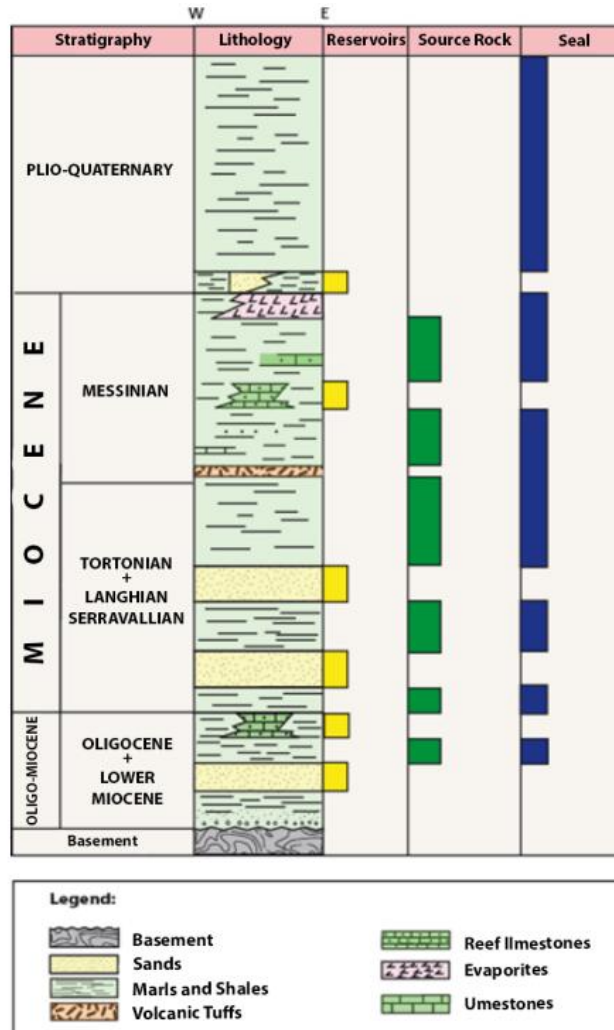 W E
Stratigraphy Lithology Reservoirs Source Rock Seal
PLIO-QUATERNARY
MIOCENE
MESSINIAN
TORTONIAN
+
LANGHIAN
SERRAVALLIAN
OLIGO-MIOCENE
OLIGOCENE
+
LOWER
MIOCENE
Basement
Legend:
Basement
Sands
Marls and Shales
Volcanic Tuffs
Reef Ilmestones
Evaporites
Umestones